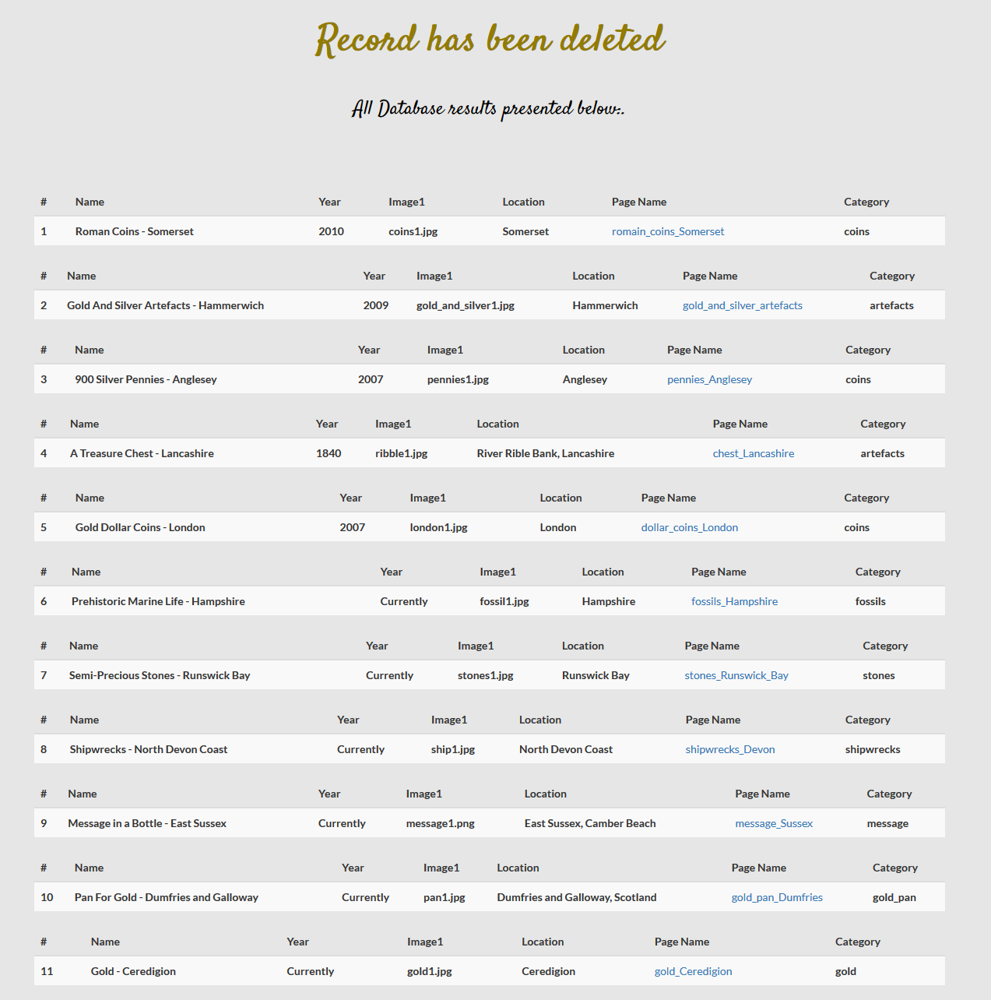 Record has been deleted
All Database results presented below:.
# Name Year Image1 Location Page Name Category
1 Roman Coins - Somerset 2010 coins1.jpg Somerset romain_coins_Somerset coins
# Name Year Image1 Location Page Name Category
2 Gold And Silver Artefacts - Hammerwich 2009 gold_and_silver1.jpg Hammerwich gold_and_silver_artefacts artefacts
# Name Year Image1 Location Page Name Category
3 900 Silver Pennies - Anglesey 2007 pennies1.jpg Anglesey pennies_Anglesey coins
# Name Year Image1 Location Page Name Category
4 A Treasure Chest - Lancashire 1840 ribble1.jpg River Rible Bank, Lancashire chest_Lancashire artefacts
# Name Year Image1 Location Page Name Category
5 Gold Dollar Coins - London 2007 london1.jpg London dollar_coins_London coins
# Name Year Image1 Location Page Name Category
6 Prehistoric Marine Life - Hampshire Currently fossil1.jpg Hampshire fossils_Hampshire fossils
# Name Year Image1 Location Page Name Category
7 Semi-Precious Stones - Runswick Bay Currently stones1.jpg Runswick Bay stones_Runswick_Bay stones
# Name Year Image1 Location Page Name Category
8 Shipwrecks - North Devon Coast Currently ship1.jpg North Devon Coast shipwrecks_Devon shipwrecks
# Name Year Image1 Location Page Name Category
9 Message in a Bottle - East Sussex Currently message1.png East Sussex, Camber Beach message_Sussex message
# Name Year Image1 Location Page Name Category
10 Pan For Gold - Dumfries and Galloway Currently pan1.jpg Dumfries and Galloway, Scotland gold_pan_Dumfries gold_pan
# Name Year Image1 Location Page Name Category
11 Gold - Ceredigion Currently gold1.jpg Ceredigion gold_Ceredigion gold